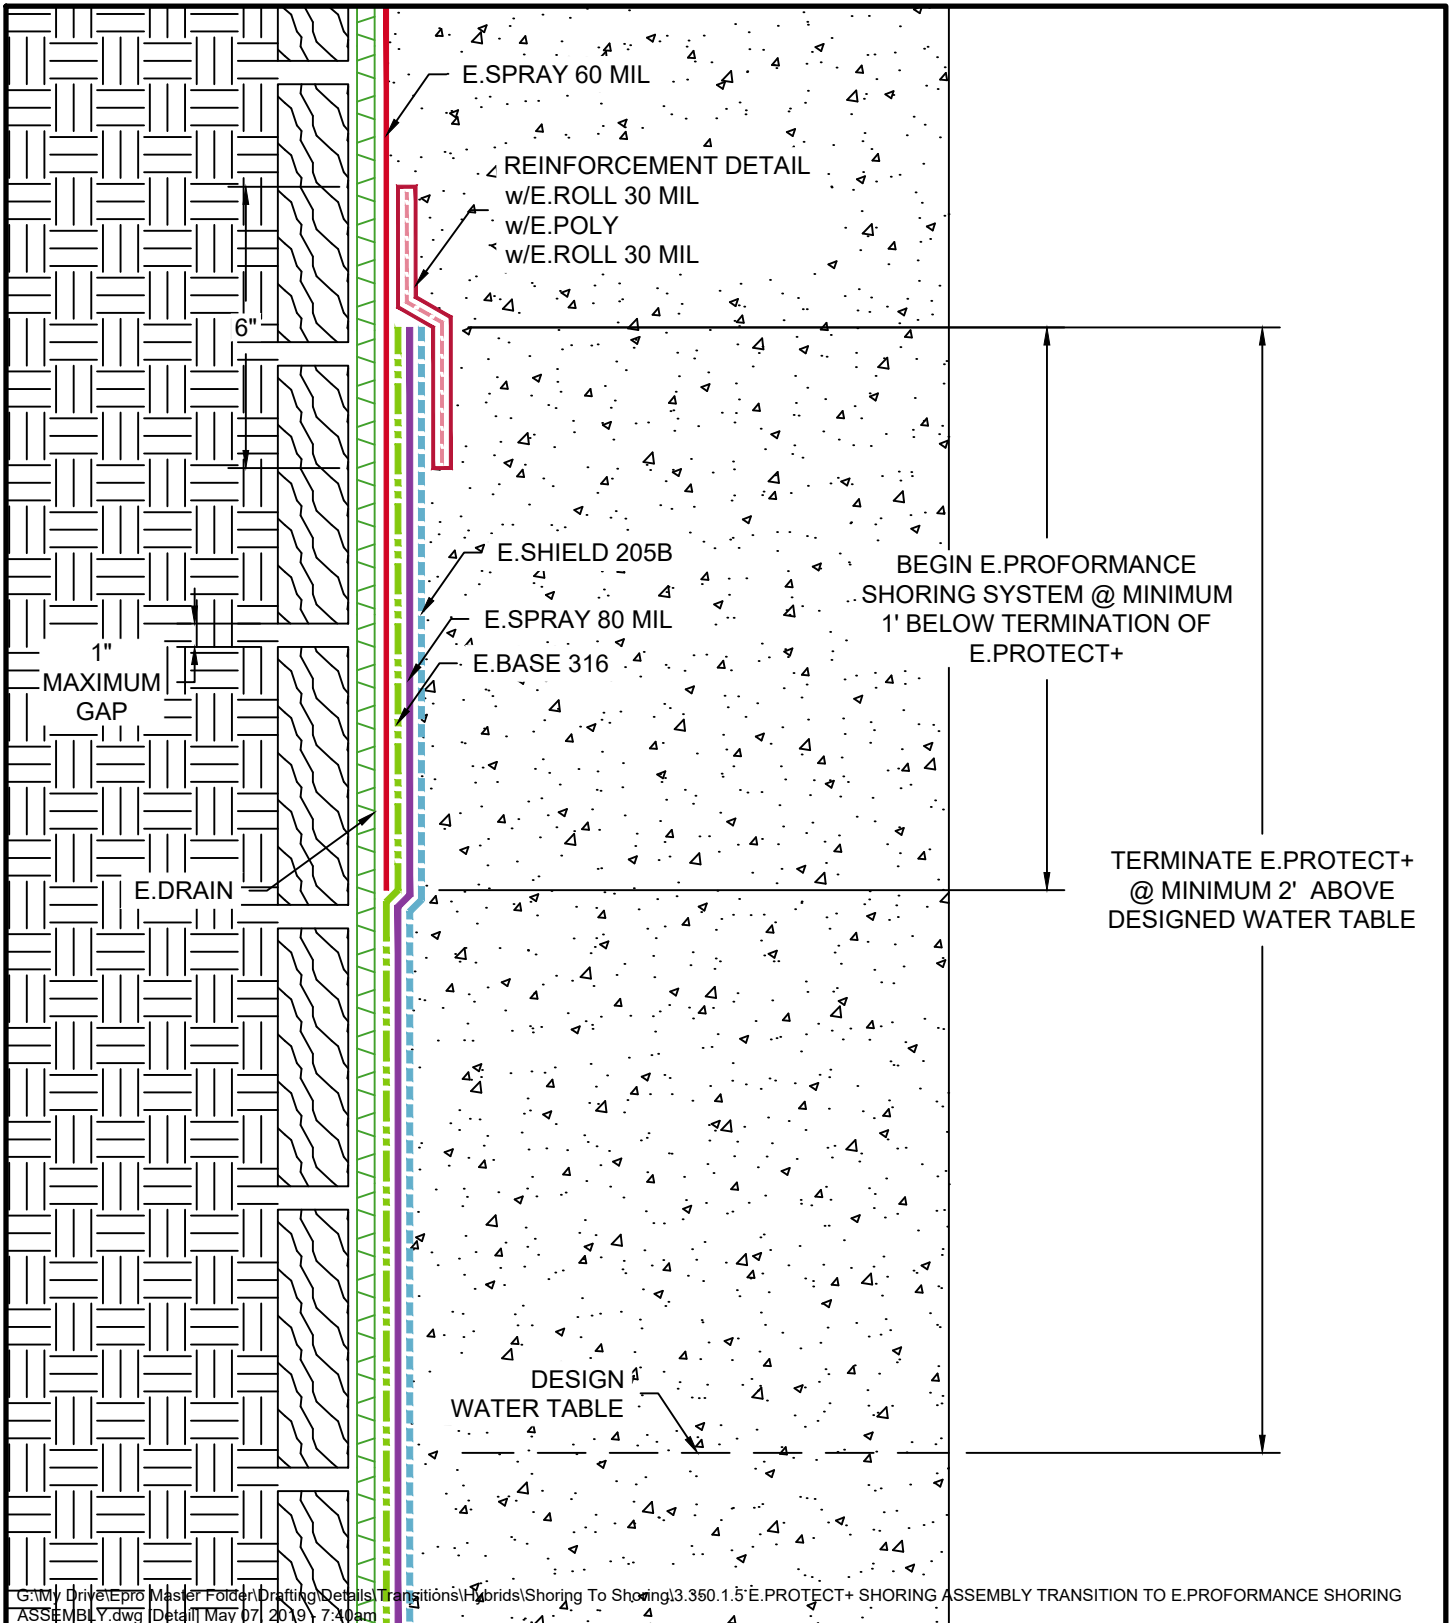 E.SPRAY 60 MIL
REINFORCEMENT DETAIL
w/E.ROLL 30 MIL
w/E.POLY
w/E.ROLL 30 MIL
6"
E.SHIELD 205B
E.SPRAY 80 MIL
E.BASE 316
BEGIN E.PROFORMANCE
SHORING SYSTEM @ MINIMUM
1' BELOW TERMINATION OF
E.PROTECT+
1"
MAXIMUM
GAP
E.DRAIN
TERMINATE E.PROTECT+
@ MINIMUM 2' ABOVE
DESIGNED WATER TABLE
DESIGN
WATER TABLE
G:\My Drive\Epro Master Folder\Drafting\Details\Transitions\Hybrids\Shoring To Shoring\3.350.1.5 E.PROTECT+ SHORING ASSEMBLY TRANSITION TO E.PROFORMANCE SHORING
ASSEMBLY.dwg [Detail] May 07, 2019 - 7:40am